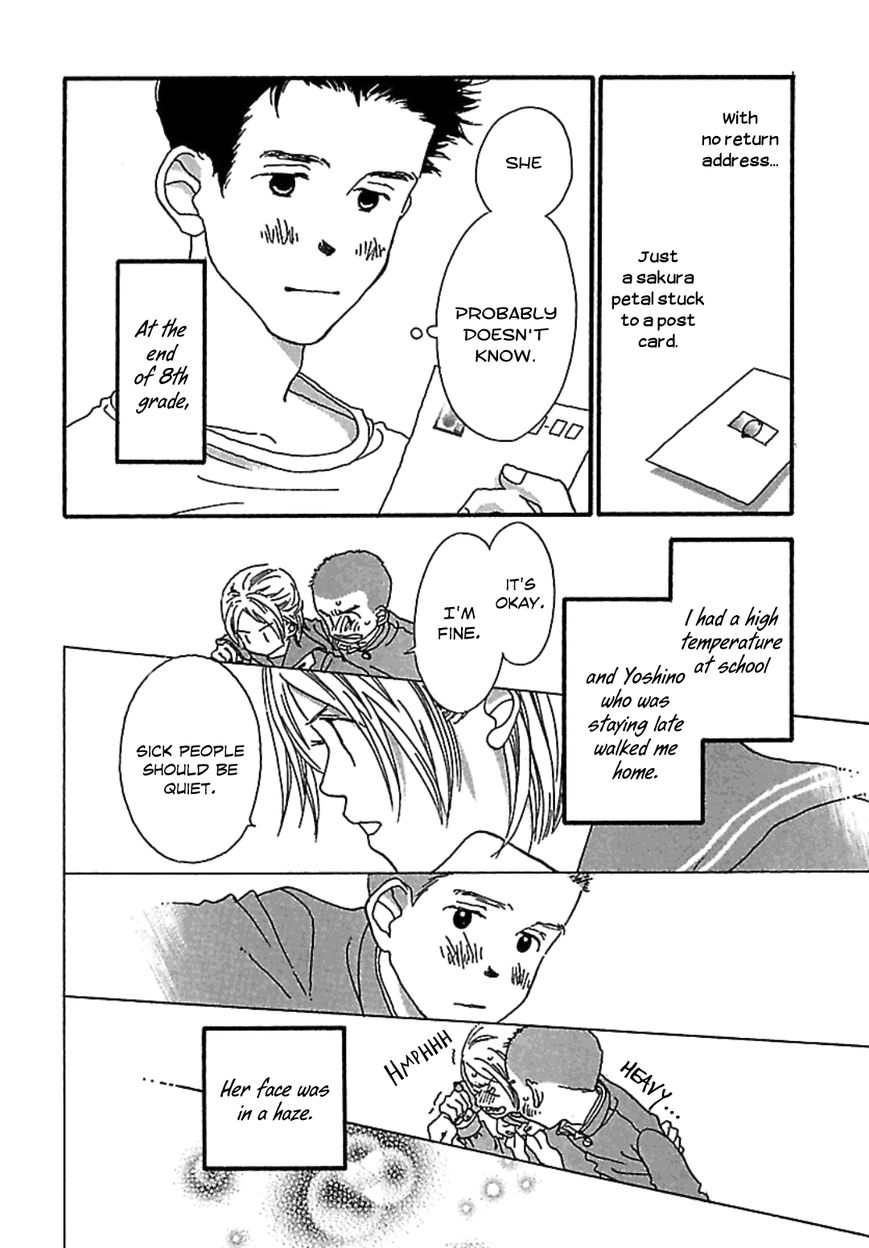 With
no return
address...
Just
a sakura
petal stuck
to a post
card.
SHE
PROBABLY
DOESN'T
KNOW.
At the
end
of 8th
grade,
I had a high
temperature
at school
and Yoshino
who was
staying late
walked me
home.
IT'S
OKAY.
I'M
FINE.
SICK PEOPLE
SHOULD BE
QUIET.
HMPHHH
HEAVY...
Her face was
in a haze.